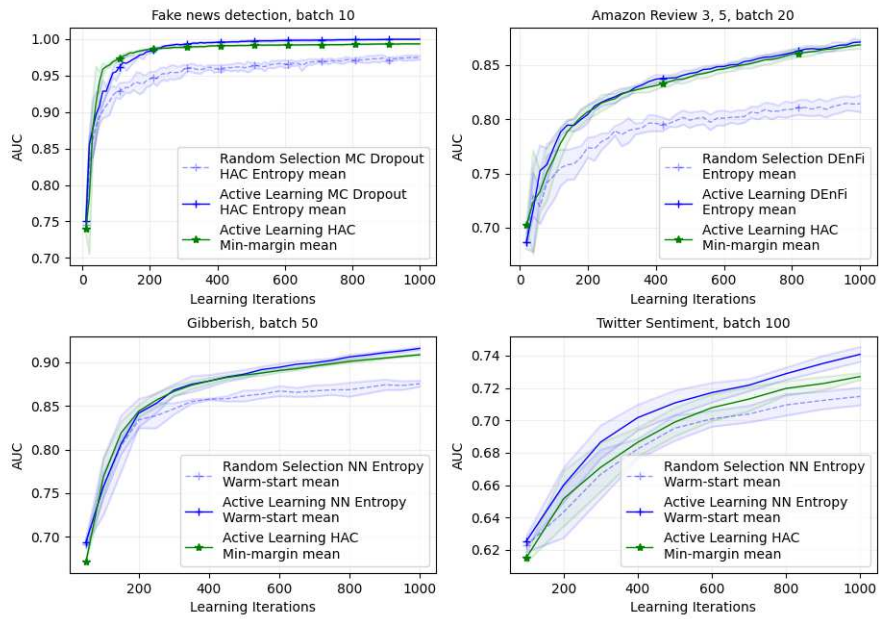 Fake news detection, batch 10
AUC
1.00
0.95
0.90
0.85
0.80
0.75
0.70
Random Selection MC Dropout
HAC Entropy mean
Active Learning MC Dropout
HAC Entropy mean
Active Learning HAC
Min-margin mean
0 200 400 600 800 1000
Learning Iterations
Amazon Review 3, 5, batch 20
AUC
0.85
0.80
0.75
0.70
Random Selection DEnFi
Entropy mean
Active Learning DEnFi
Entropy mean
Active Learning HAC
Min-margin mean
0 200 400 600 800 1000
Learning Iterations
Gibberish, batch 50
AUC
0.90
0.85
0.80
0.75
0.70
Random Selection NN Entropy
Warm-start mean
Active Learning NN Entropy
Warm-start mean
Active Learning HAC
Min-margin mean
200 400 600 800 1000
Learning Iterations
Twitter Sentiment, batch 100
AUC
0.74
0.72
0.70
0.68
0.66
0.64
0.62
Random Selection NN Entropy
Warm-start mean
Active Learning NN Entropy
Warm-start mean
Active Learning HAC
Min-margin mean
200 400 600 800 1000
Learning Iterations